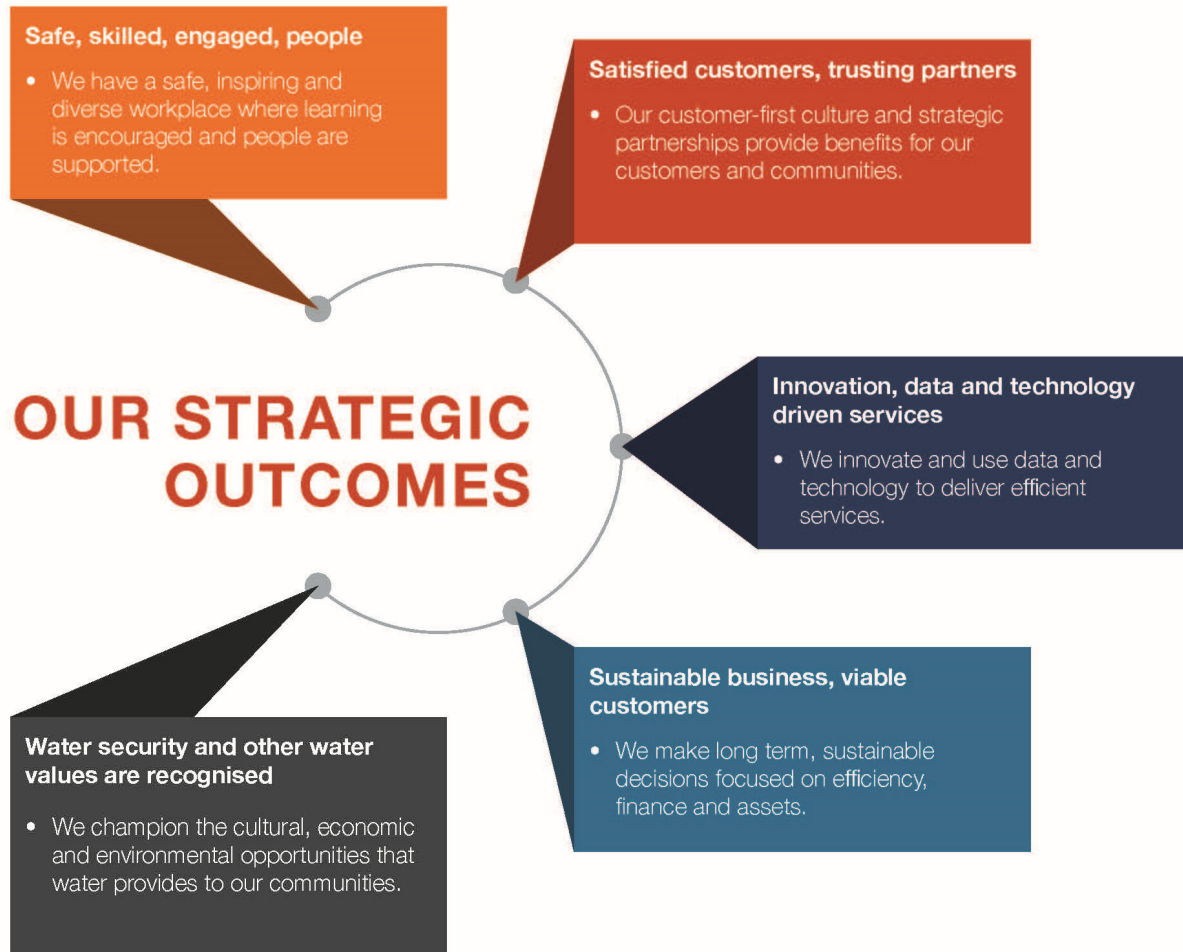 Safe, skilled, engaged, people
• We have a safe, inspiring and
diverse workplace where learning
is encouraged and people are
supported.
Satisfied customers, trusting partners
• Our customer-first culture and strategic
partnerships provide benefits for our
customers and communities.
OUR STRATEGIC
OUTCOMES
Innovation, data and technology
driven services
• We innovate and use data and
technology to deliver efficient
services.
Sustainable business, viable
customers
• We make long term, sustainable
decisions focused on efficiency,
finance and assets.
Water security and other water
values are recognised
• We champion the cultural, economic
and environmental opportunities that
water provides to our communities.